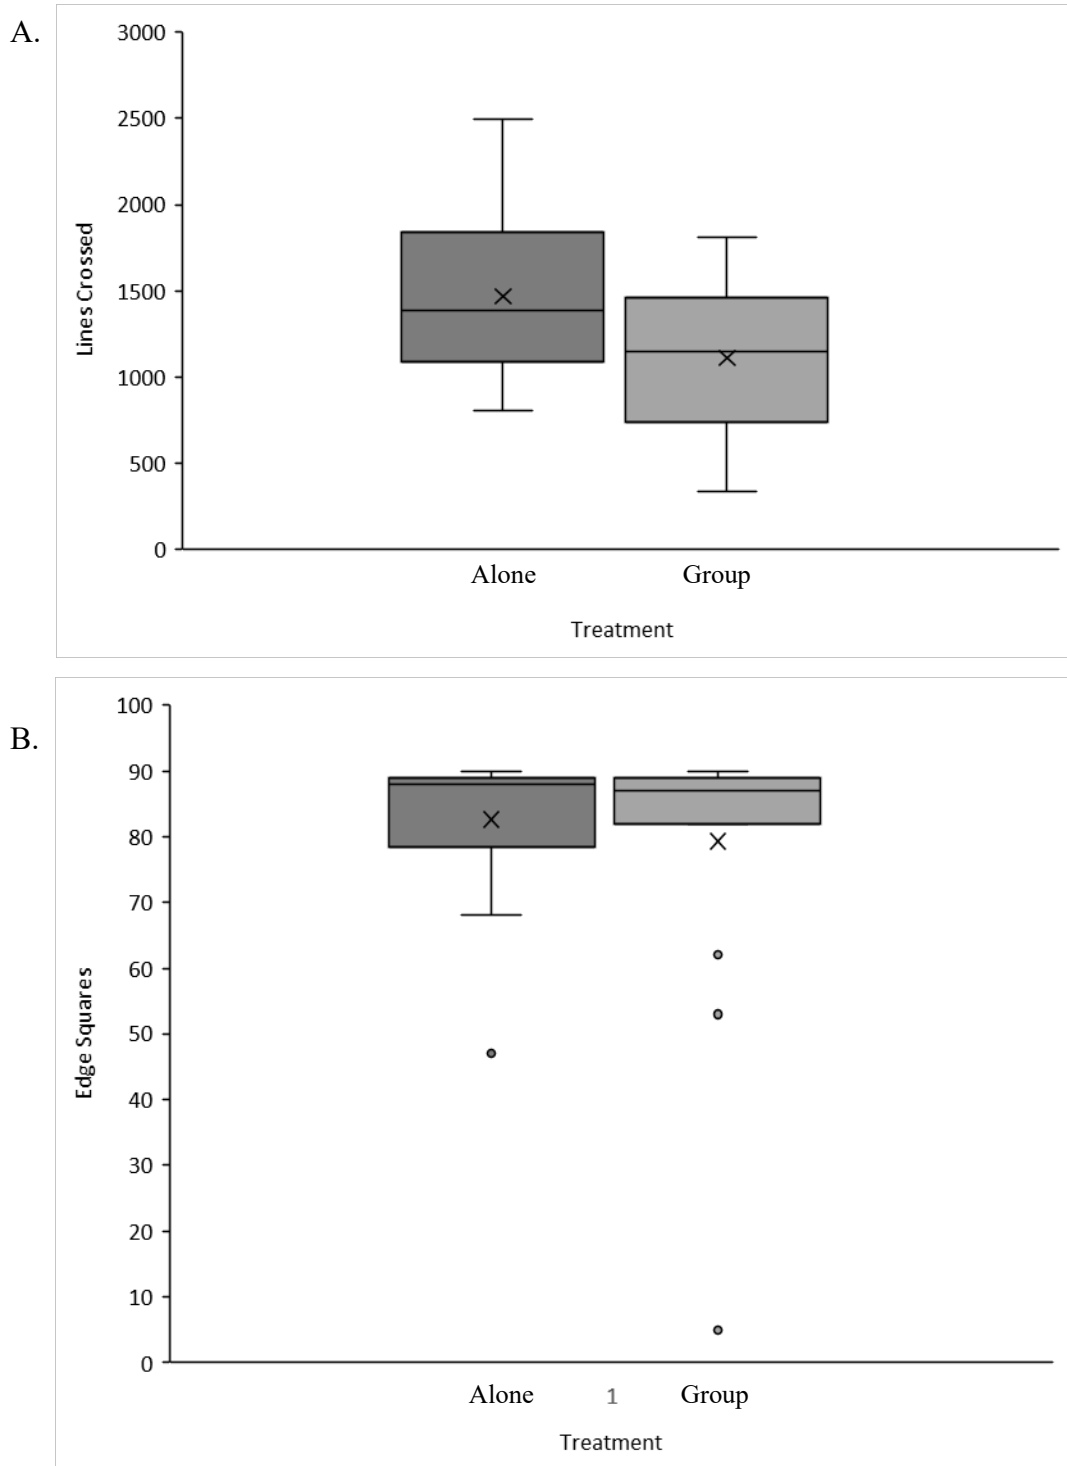 A.
3000
2500
2000
1500
1000
500
0
Lines Crossed
Alone Group
Treatment
B.
100
90
80
70
60
50
40
30
20
10
0
Edge Squares
Alone 1 Group
Treatment